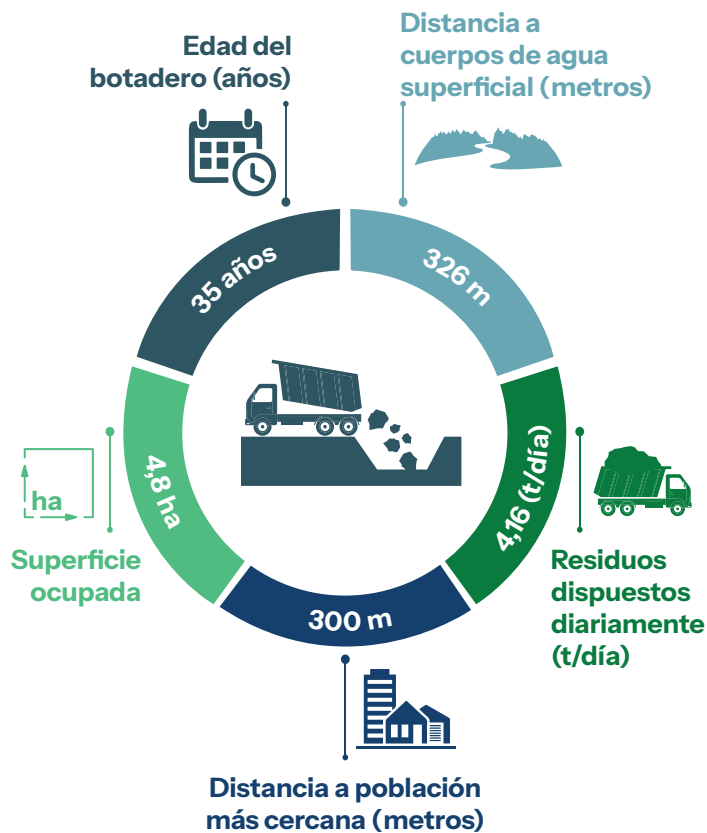 Edad del
botadero (años)
Distancia a
cuerpos de agua
superficial (metros)
35 años
326 m
4,8 ha
4,16 (t/día)
300 m
ha
Superficie
ocupada
Residuos
dispuestos
diariamente
(t/día)
Distancia a población
más cercana (metros)